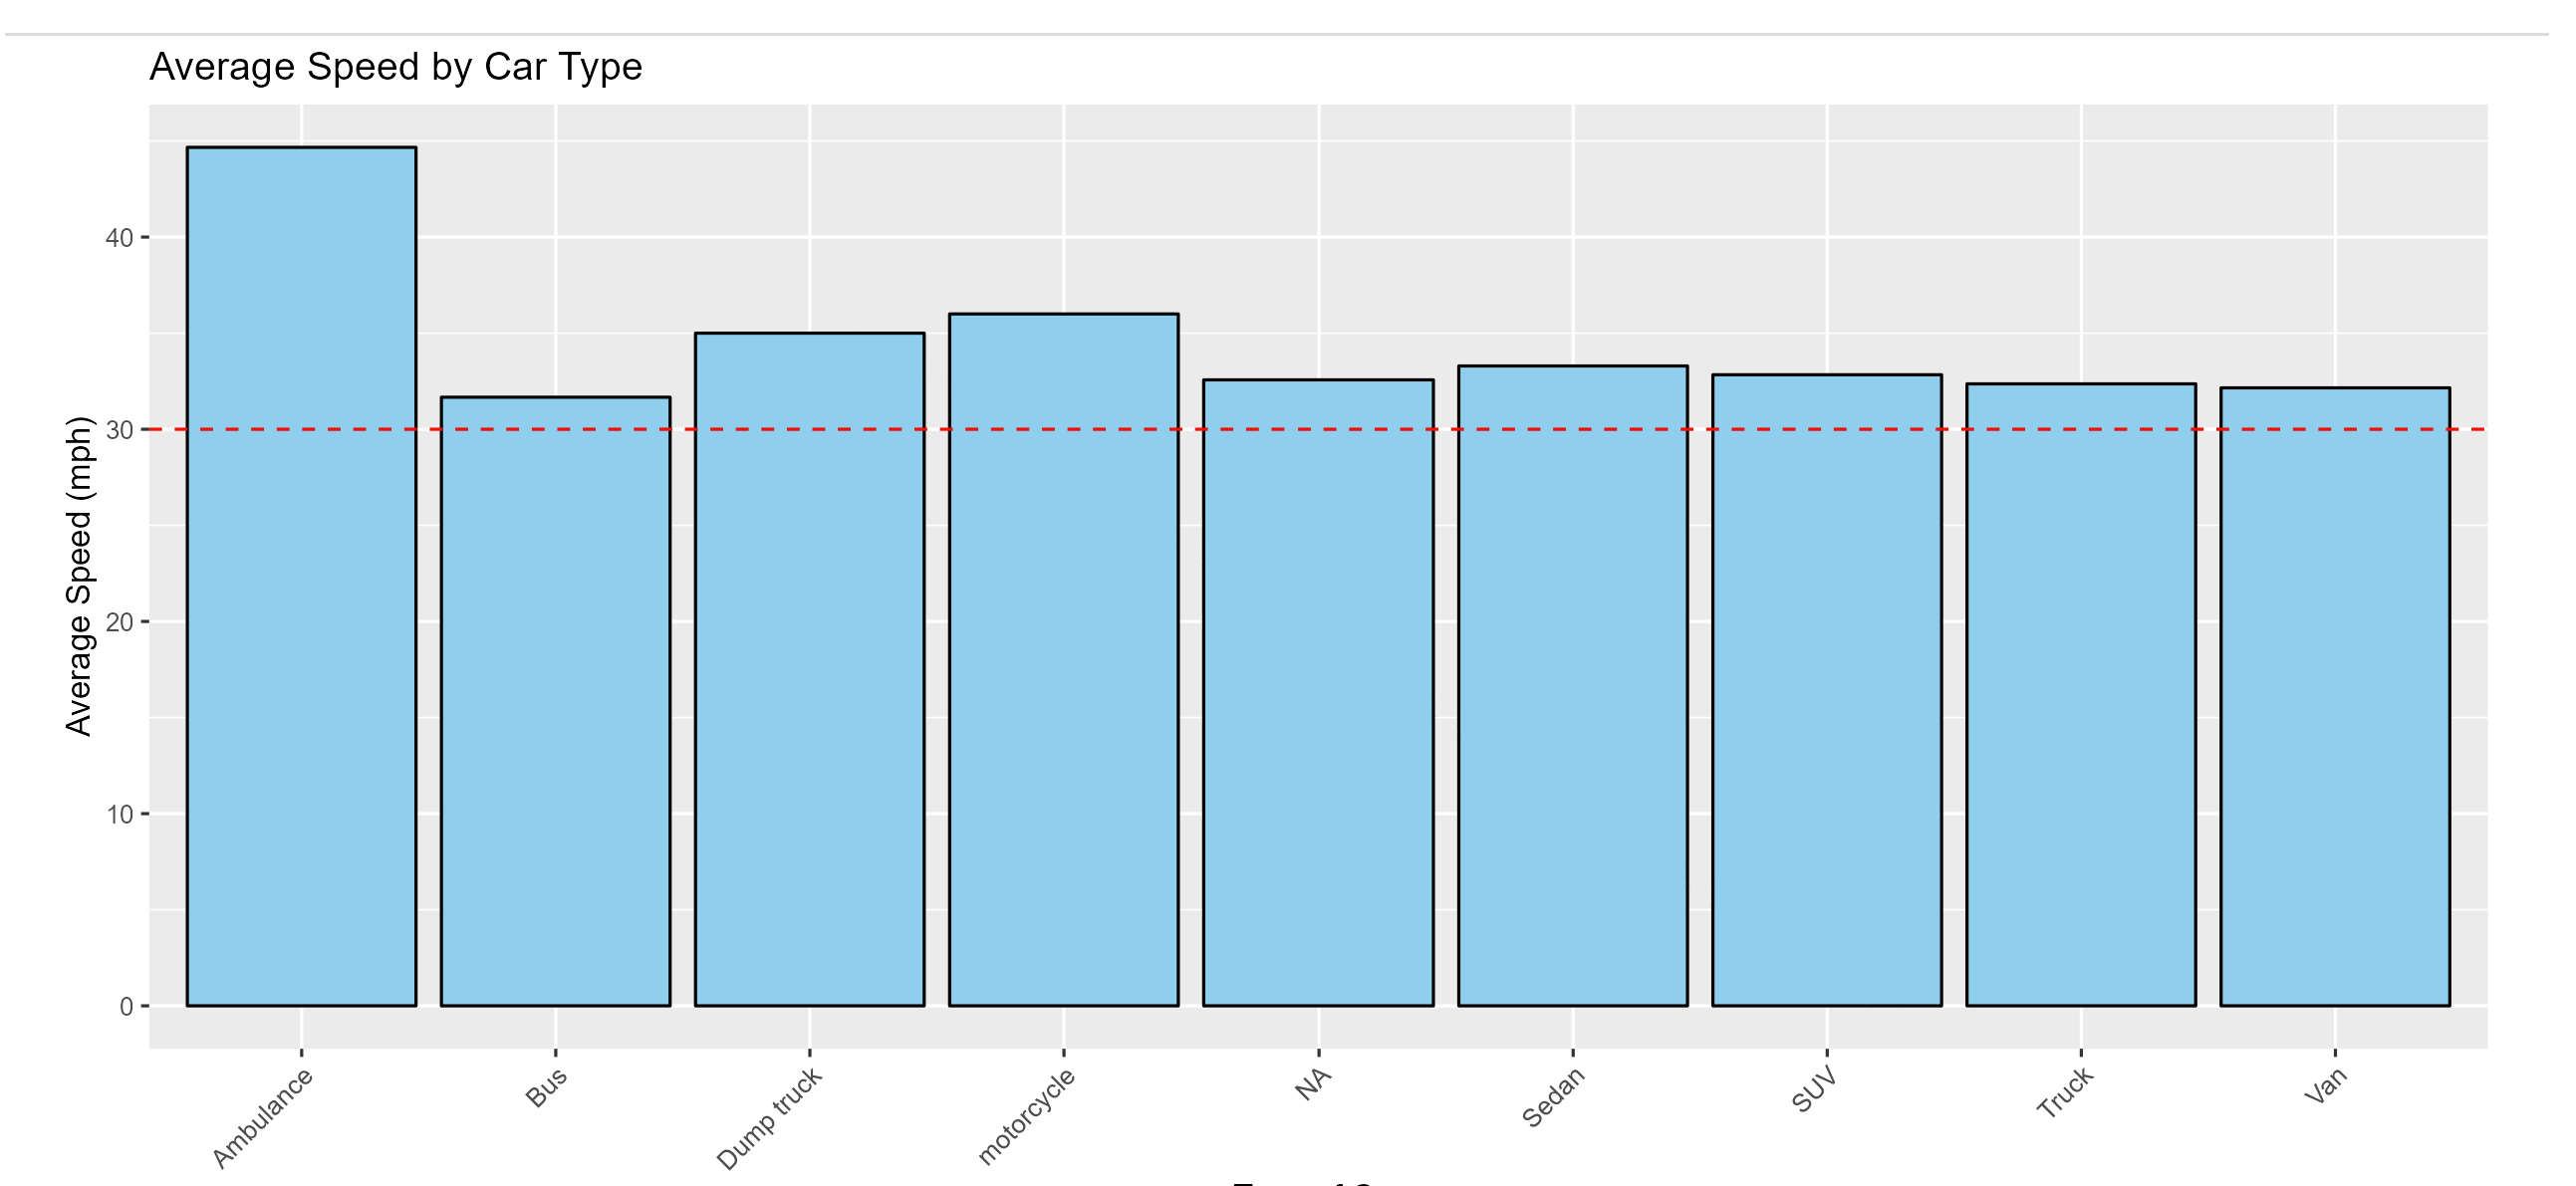 Average Speed by Car Type
Average Speed (mph)
40
30
20
10
0
Ambulance
Bus
Dump truck
motorcycle
NA
Sedan
SUV
Truck
Van